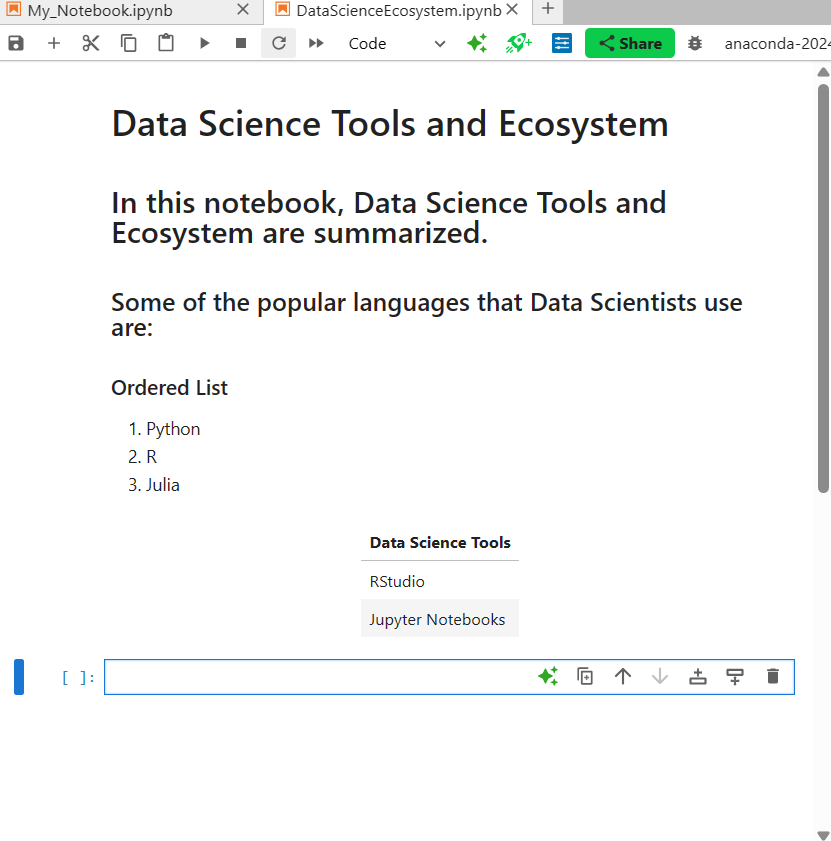 My_Notebook.ipynb
DataScienceEcosystem.ipynb
Code
Share
anaconda-2024
Data Science Tools and Ecosystem
In this notebook, Data Science Tools and
Ecosystem are summarized.
Some of the popular languages that Data Scientists use
are:
Ordered List
1. Python
2. R
3. Julia
Data Science Tools
RStudio
Jupyter Notebooks
[ ]: